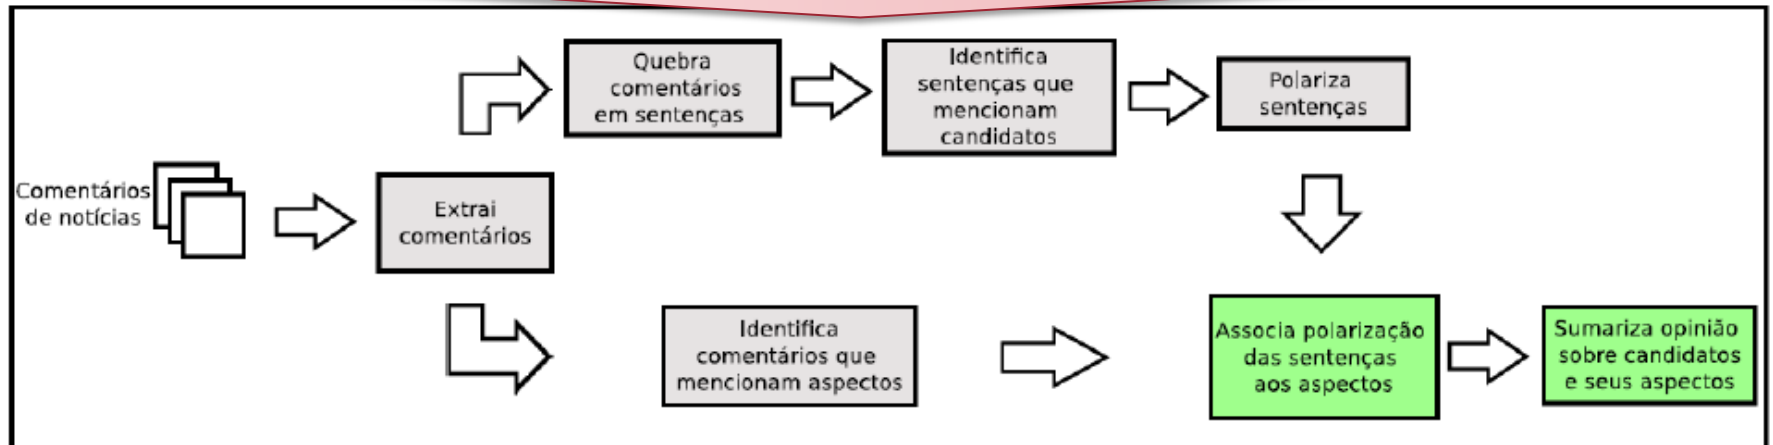 Comentários
de notícias
Extrai
comentários
Quebra
comentários
em sentenças
Identifica
sentenças que
mencionam
candidatos
Polariza
sentenças
Identifica
comentários que
mencionam aspectos
Associa polarização
das sentenças
aos aspectos
Sumariza opinião
sobre candidatos
e seus aspectos